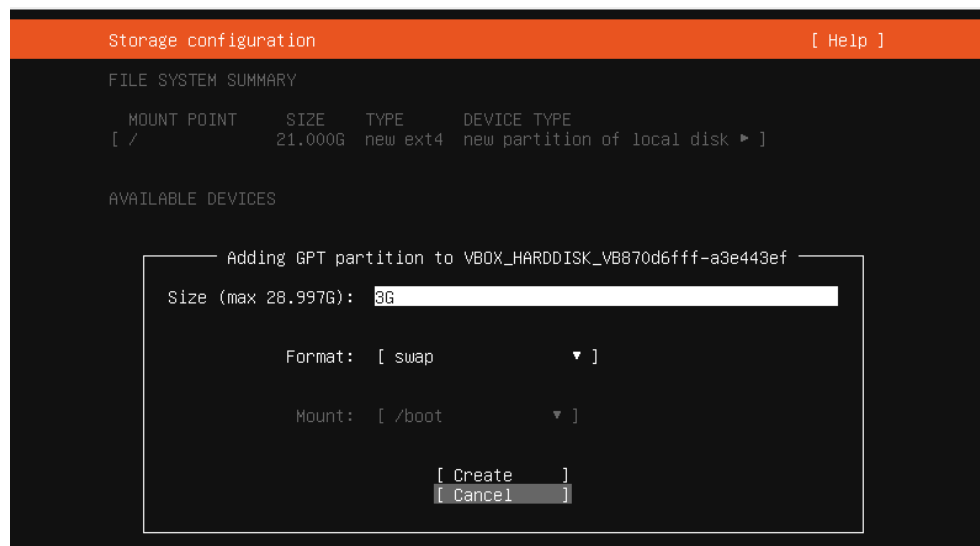 Storage configuration [ Help ]
FILE SYSTEM SUMMARY
MOUNT POINT SIZE TYPE DEVICE TYPE
[ / 21.000G new ext4 new partition of local disk ▸ ]
AVAILABLE DEVICES
Adding GPT partition to VBOX_HARDDISK_VB870d6fff-a3e443ef
Size (max 28.997G): 3G
Format: [ swap ▾ ]
Mount: [ /boot ▾ ]
[ Create ]
[ Cancel ]